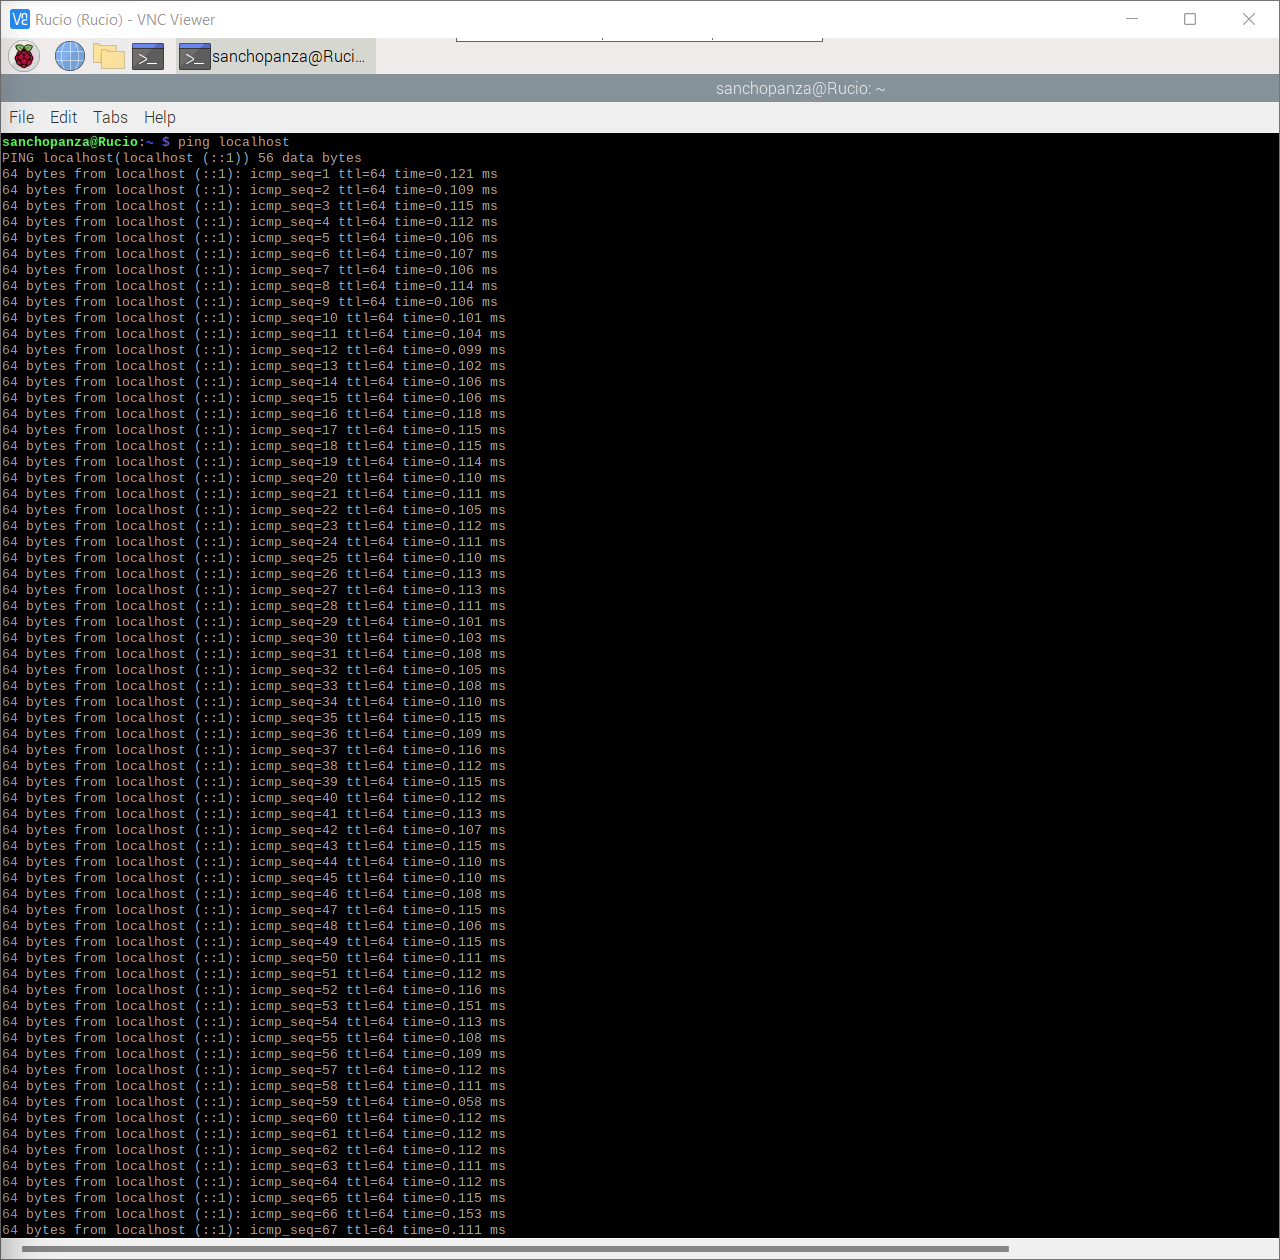 Rucio (Rucio) - VNC Viewer
sanchopanza@Ruci...
sanchopanza@Rucio: ~
File Edit Tabs Help
sanchopanza@Rucio:~ $ ping localhost
PING localhost(localhost (::1)) 56 data bytes
64 bytes from localhost (::1): icmp_seq=1 ttl=64 time=0.121 ms
64 bytes from localhost (::1): icmp_seq=2 ttl=64 time=0.109 ms
64 bytes from localhost (::1): icmp_seq=3 ttl=64 time=0.115 ms
64 bytes from localhost (::1): icmp_seq=4 ttl=64 time=0.112 ms
64 bytes from localhost (::1): icmp_seq=5 ttl=64 time=0.106 ms
64 bytes from localhost (::1): icmp_seq=6 ttl=64 time=0.107 ms
64 bytes from localhost (::1): icmp_seq=7 ttl=64 time=0.106 ms
64 bytes from localhost (::1): icmp_seq=8 ttl=64 time=0.114 ms
64 bytes from localhost (::1): icmp_seq=9 ttl=64 time=0.106 ms
64 bytes from localhost (::1): icmp_seq=10 ttl=64 time=0.101 ms
64 bytes from localhost (::1): icmp_seq=11 ttl=64 time=0.104 ms
64 bytes from localhost (::1): icmp_seq=12 ttl=64 time=0.099 ms
64 bytes from localhost (::1): icmp_seq=13 ttl=64 time=0.102 ms
64 bytes from localhost (::1): icmp_seq=14 ttl=64 time=0.106 ms
64 bytes from localhost (::1): icmp_seq=15 ttl=64 time=0.106 ms
64 bytes from localhost (::1): icmp_seq=16 ttl=64 time=0.118 ms
64 bytes from localhost (::1): icmp_seq=17 ttl=64 time=0.115 ms
64 bytes from localhost (::1): icmp_seq=18 ttl=64 time=0.115 ms
64 bytes from localhost (::1): icmp_seq=19 ttl=64 time=0.114 ms
64 bytes from localhost (::1): icmp_seq=20 ttl=64 time=0.110 ms
64 bytes from localhost (::1): icmp_seq=21 ttl=64 time=0.111 ms
64 bytes from localhost (::1): icmp_seq=22 ttl=64 time=0.105 ms
64 bytes from localhost (::1): icmp_seq=23 ttl=64 time=0.112 ms
64 bytes from localhost (::1): icmp_seq=24 ttl=64 time=0.111 ms
64 bytes from localhost (::1): icmp_seq=25 ttl=64 time=0.110 ms
64 bytes from localhost (::1): icmp_seq=26 ttl=64 time=0.113 ms
64 bytes from localhost (::1): icmp_seq=27 ttl=64 time=0.113 ms
64 bytes from localhost (::1): icmp_seq=28 ttl=64 time=0.111 ms
64 bytes from localhost (::1): icmp_seq=29 ttl=64 time=0.101 ms
64 bytes from localhost (::1): icmp_seq=30 ttl=64 time=0.103 ms
64 bytes from localhost (::1): icmp_seq=31 ttl=64 time=0.108 ms
64 bytes from localhost (::1): icmp_seq=32 ttl=64 time=0.105 ms
64 bytes from localhost (::1): icmp_seq=33 ttl=64 time=0.108 ms
64 bytes from localhost (::1): icmp_seq=34 ttl=64 time=0.110 ms
64 bytes from localhost (::1): icmp_seq=35 ttl=64 time=0.115 ms
64 bytes from localhost (::1): icmp_seq=36 ttl=64 time=0.109 ms
64 bytes from localhost (::1): icmp_seq=37 ttl=64 time=0.116 ms
64 bytes from localhost (::1): icmp_seq=38 ttl=64 time=0.112 ms
64 bytes from localhost (::1): icmp_seq=39 ttl=64 time=0.115 ms
64 bytes from localhost (::1): icmp_seq=40 ttl=64 time=0.112 ms
64 bytes from localhost (::1): icmp_seq=41 ttl=64 time=0.113 ms
64 bytes from localhost (::1): icmp_seq=42 ttl=64 time=0.107 ms
64 bytes from localhost (::1): icmp_seq=43 ttl=64 time=0.115 ms
64 bytes from localhost (::1): icmp_seq=44 ttl=64 time=0.110 ms
64 bytes from localhost (::1): icmp_seq=45 ttl=64 time=0.110 ms
64 bytes from localhost (::1): icmp_seq=46 ttl=64 time=0.108 ms
64 bytes from localhost (::1): icmp_seq=47 ttl=64 time=0.115 ms
64 bytes from localhost (::1): icmp_seq=48 ttl=64 time=0.106 ms
64 bytes from localhost (::1): icmp_seq=49 ttl=64 time=0.115 ms
64 bytes from localhost (::1): icmp_seq=50 ttl=64 time=0.111 ms
64 bytes from localhost (::1): icmp_seq=51 ttl=64 time=0.112 ms
64 bytes from localhost (::1): icmp_seq=52 ttl=64 time=0.116 ms
64 bytes from localhost (::1): icmp_seq=53 ttl=64 time=0.151 ms
64 bytes from localhost (::1): icmp_seq=54 ttl=64 time=0.113 ms
64 bytes from localhost (::1): icmp_seq=55 ttl=64 time=0.108 ms
64 bytes from localhost (::1): icmp_seq=56 ttl=64 time=0.109 ms
64 bytes from localhost (::1): icmp_seq=57 ttl=64 time=0.112 ms
64 bytes from localhost (::1): icmp_seq=58 ttl=64 time=0.111 ms
64 bytes from localhost (::1): icmp_seq=59 ttl=64 time=0.058 ms
64 bytes from localhost (::1): icmp_seq=60 ttl=64 time=0.112 ms
64 bytes from localhost (::1): icmp_seq=61 ttl=64 time=0.112 ms
64 bytes from localhost (::1): icmp_seq=62 ttl=64 time=0.112 ms
64 bytes from localhost (::1): icmp_seq=63 ttl=64 time=0.111 ms
64 bytes from localhost (::1): icmp_seq=64 ttl=64 time=0.112 ms
64 bytes from localhost (::1): icmp_seq=65 ttl=64 time=0.115 ms
64 bytes from localhost (::1): icmp_seq=66 ttl=64 time=0.153 ms
64 bytes from localhost (::1): icmp_seq=67 ttl=64 time=0.111 ms